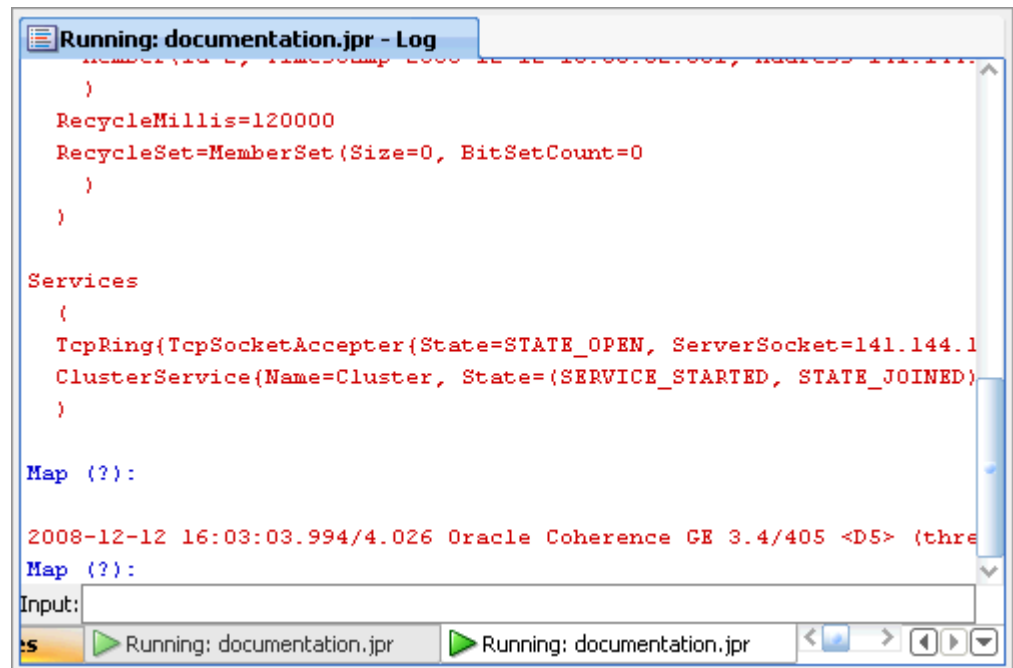 Running: documentation.jpr - Log
)
RecycleMillis=120000
RecycleSet=MemberSet(Size=0, BitSetCount=0
)
)
Services
(
TcpRing{TcpSocketAccepter{State=STATE_OPEN, ServerSocket=141.144.1
ClusterService{Name=Cluster, State=(SERVICE_STARTED, STATE_JOINED)
)
Map (?):
2008-12-12 16:03:03.994/4.026 Oracle Coherence GE 3.4/405 <D5> (thre
Map (?):
Input:
es Running: documentation.jpr Running: documentation.jpr